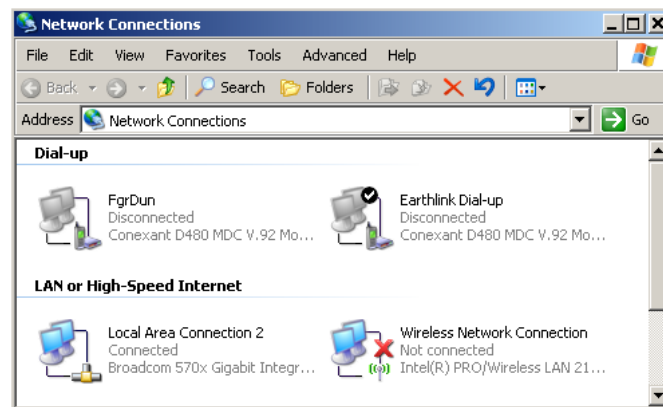 Network Connections
File Edit View Favorites Tools Advanced Help
Back Search Folders
Address Network Connections Go
Dial-up
FgrDun Earthlink Dial-up
Disconnected Disconnected
Conexant D480 MDC V.92 Mo... Conexant D480 MDC V.92 Mo...
LAN or High-Speed Internet
Local Area Connection 2 Wireless Network Connection
Connected Not connected
Broadcom 570x Gigabit Integr... Intel(R) PRO/Wireless LAN 21...